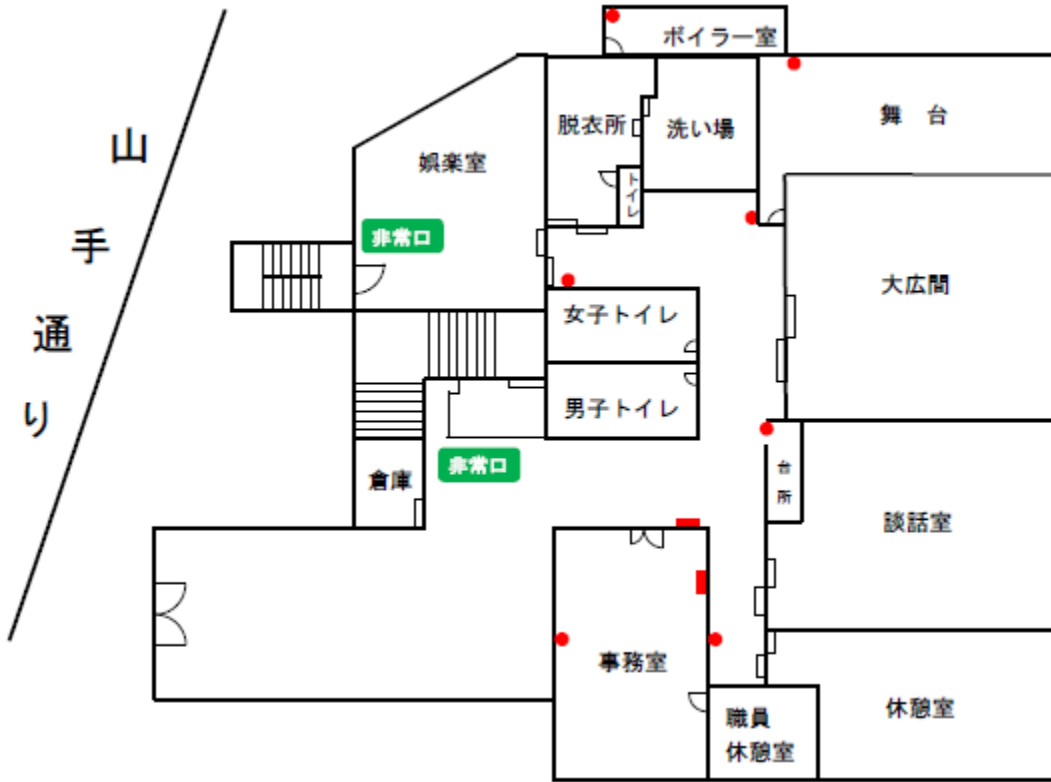 ボイラー室
舞 台
脱衣所
洗い場
娯楽室
トイレ
山手通り
非常口
大広間
女子トイレ
男子トイレ
非常口
倉庫
台所
談話室
事務室
職員
休憩室
休憩室